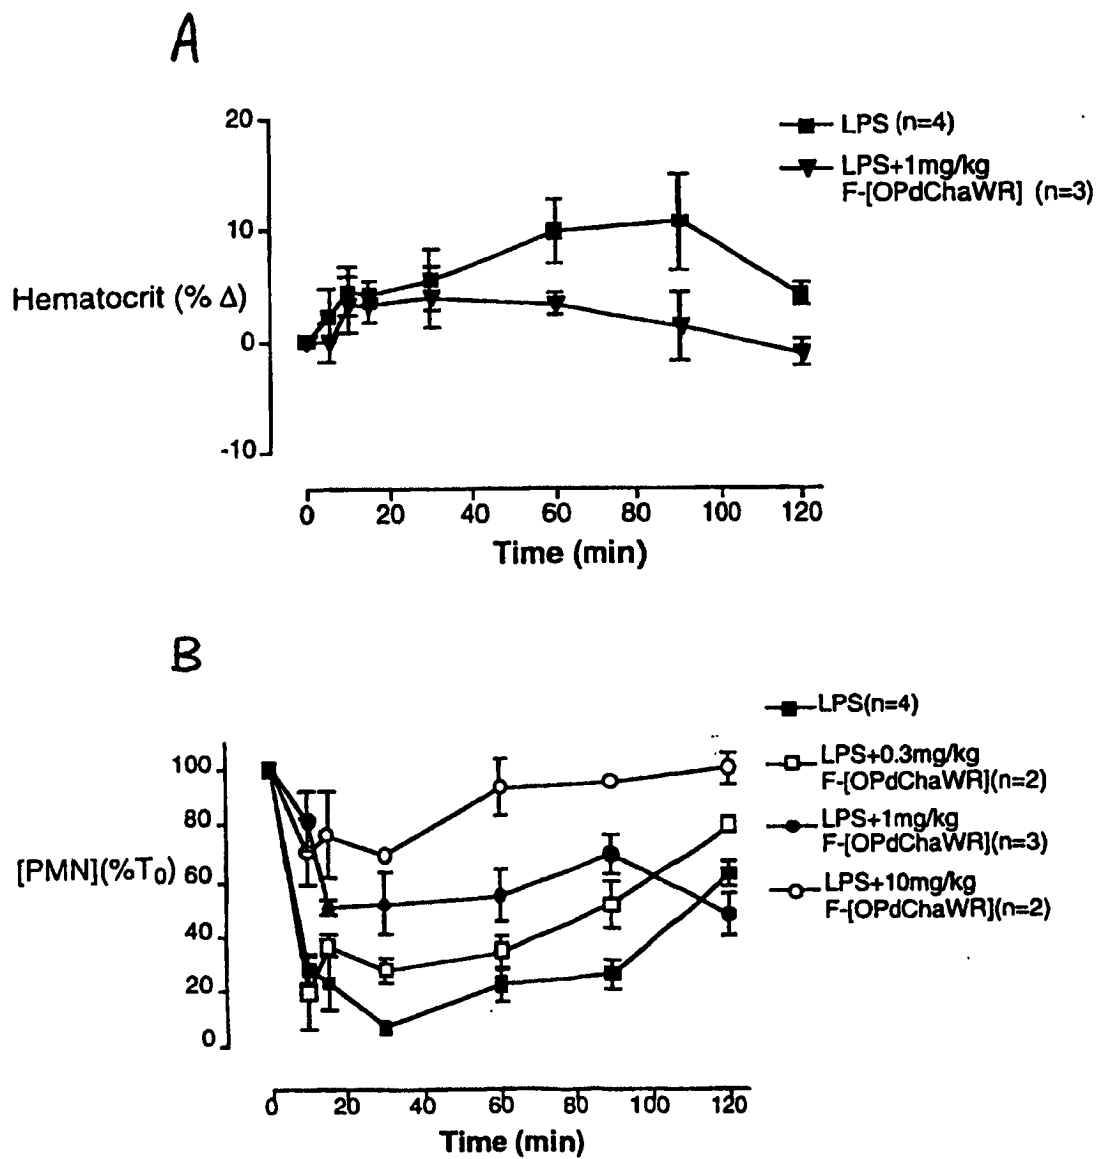 A
20
10
Hematocrit (% Δ)
0
-10
LPS (n=4)
LPS+1mg/kg
F-[OPdChaWR] (n=3)
0 20 40 60 80 100 120
Time (min)
B
100
80
[PMN](%T0)
60
40
20
0
LPS(n=4)
LPS+0.3mg/kg
F-[OPdChaWR](n=2)
LPS+1mg/kg
F-[OPdChaWR](n=3)
LPS+10mg/kg
F-[OPdChaWR](n=2)
0 20 40 60 80 100 120
Time (min)